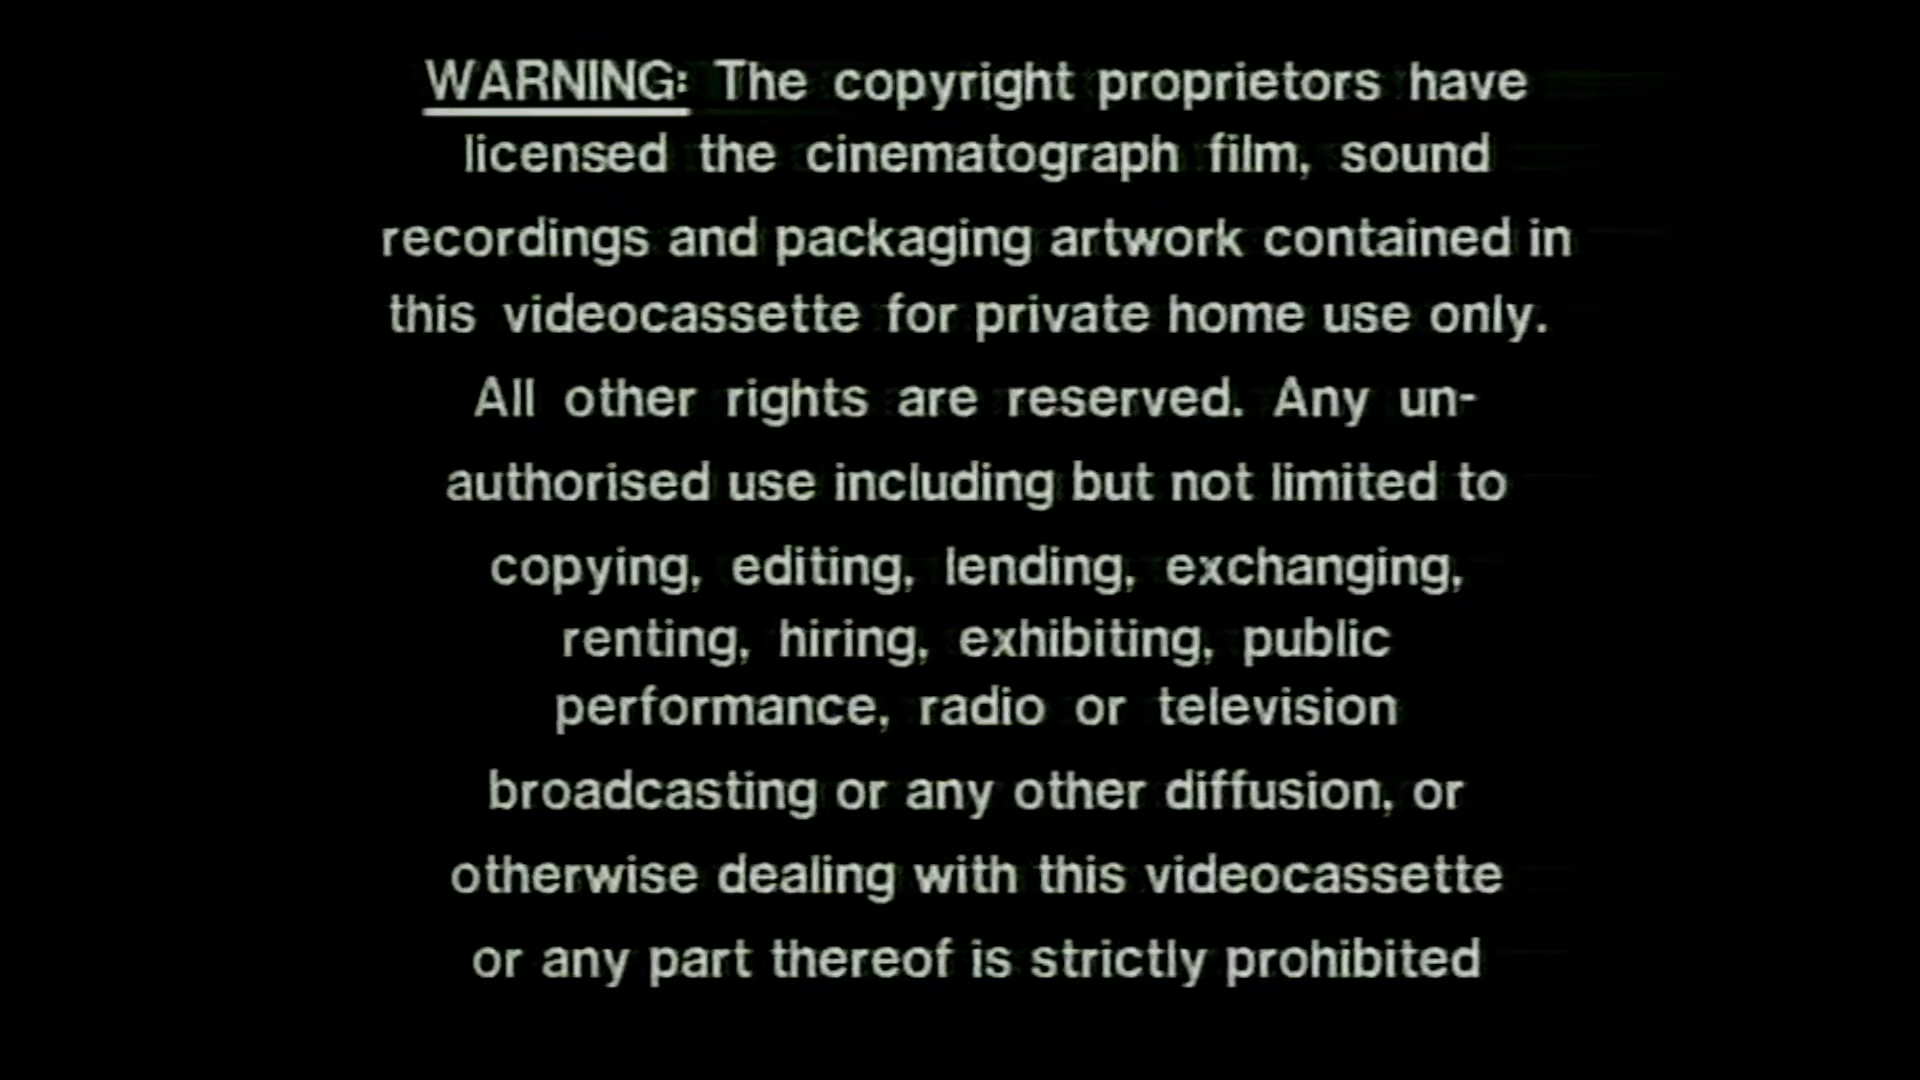 WARNING: The copyright proprietors have
licensed the cinematograph film, sound
recordings and packaging artwork contained in
this videocassette for private home use only.
All other rights are reserved. Any un-
authorised use including but not limited to
copying, editing, lending, exchanging,
renting, hiring, exhibiting, public
performance, radio or television
broadcasting or any other diffusion, or
otherwise dealing with this videocassette
or any part thereof is strictly prohibited